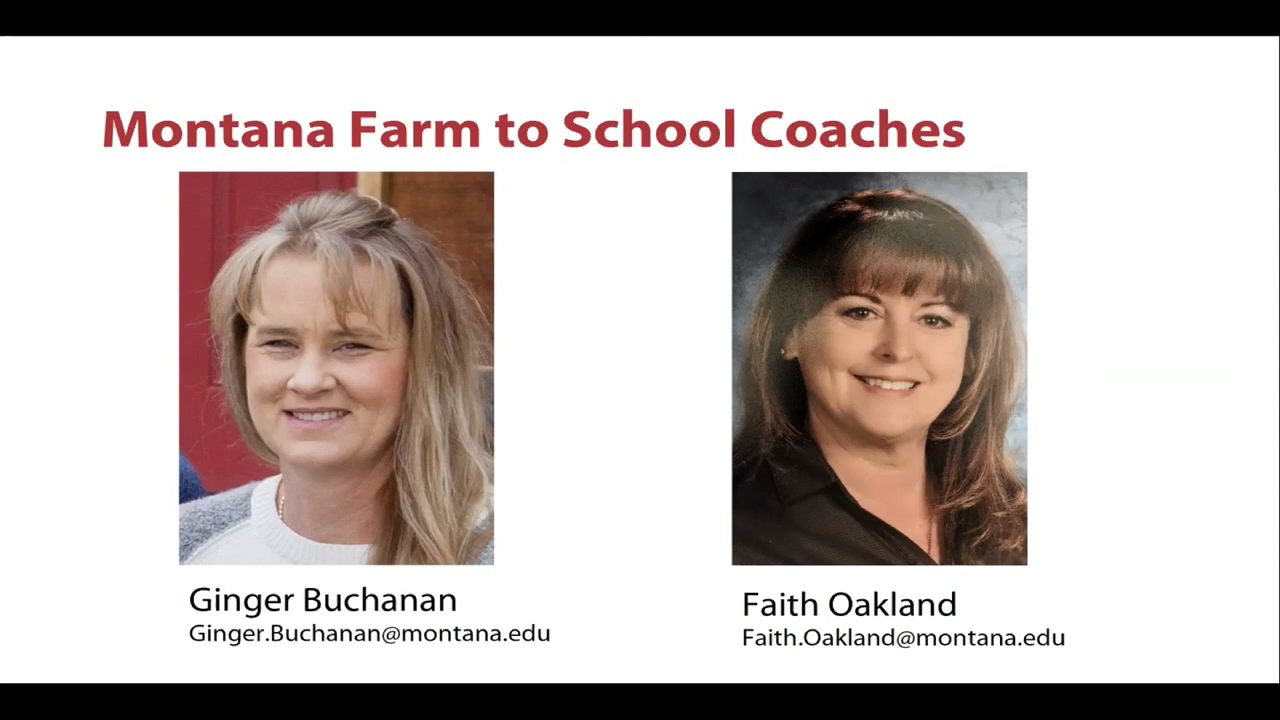 Montana Farm to School Coaches
Ginger Buchanan
Ginger.Buchanan@montana.edu
Faith Oakland
Faith.Oakland@montana.edu